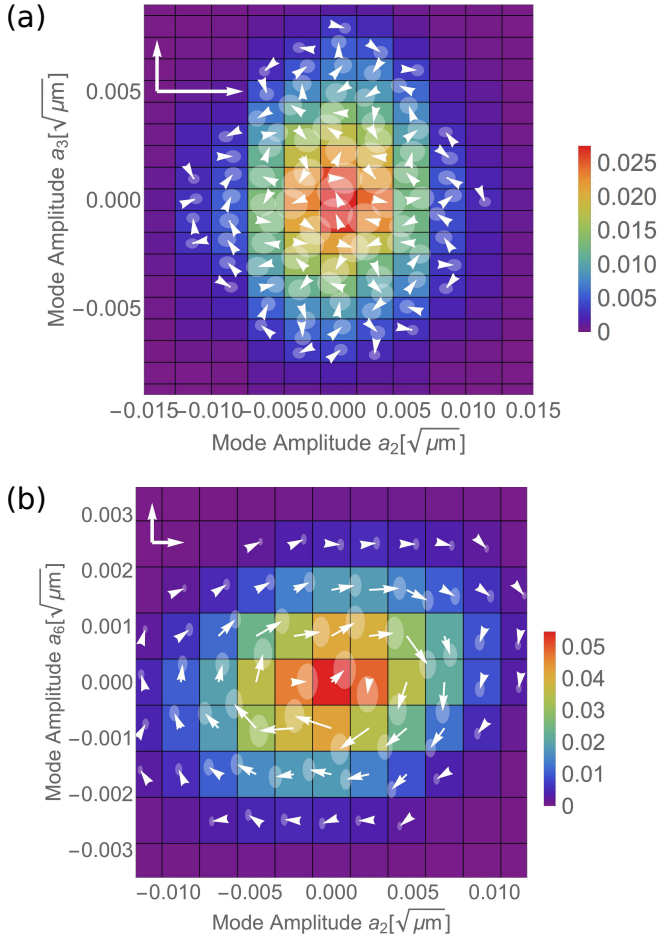 (a)
Mode Amplitude a₃[√μm]
0.005
0.000
−0.005
−0.015 −0.010 −0.005 0.000 0.005 0.010 0.015
Mode Amplitude a₂[√μm]
0.025
0.020
0.015
0.010
0.005
0
(b)
Mode Amplitude a₆[√μm]
0.003
0.002
0.001
0.000
−0.001
−0.002
−0.003
−0.010 −0.005 0.000 0.005 0.010
Mode Amplitude a₂[√μm]
0.05
0.04
0.03
0.02
0.01
0